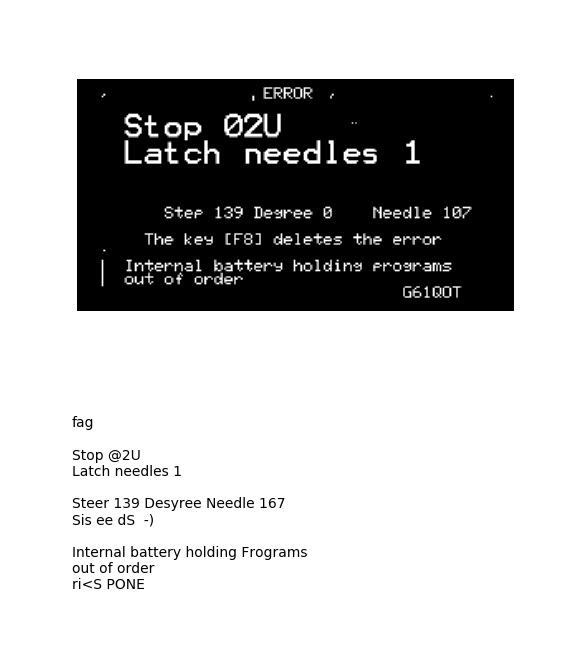 ERROR
Stop 02U
Latch needles 1
Step 139 Degree 0 Needle 107
The key [F8] deletes the error
Internal battery holding programs
out of order
G61QOT
fag
Stop @2U
Latch needles 1
Steer 139 Desyree Needle 167
Sis ee dS -)
Internal battery holding Frograms
out of order
ri<S PONE